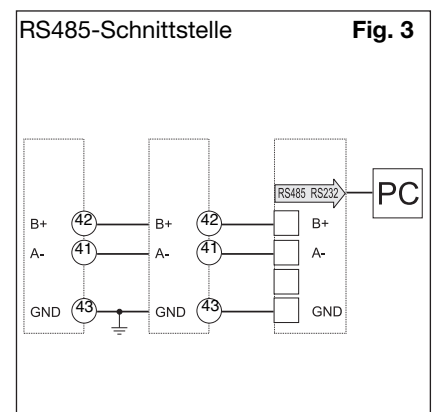 RS485-Schnittstelle Fig. 3
RS485 RS232 PC
B+ 42 B+ 42 B+
A- 41 A- 41 A-
GND 43 GND 43 GND